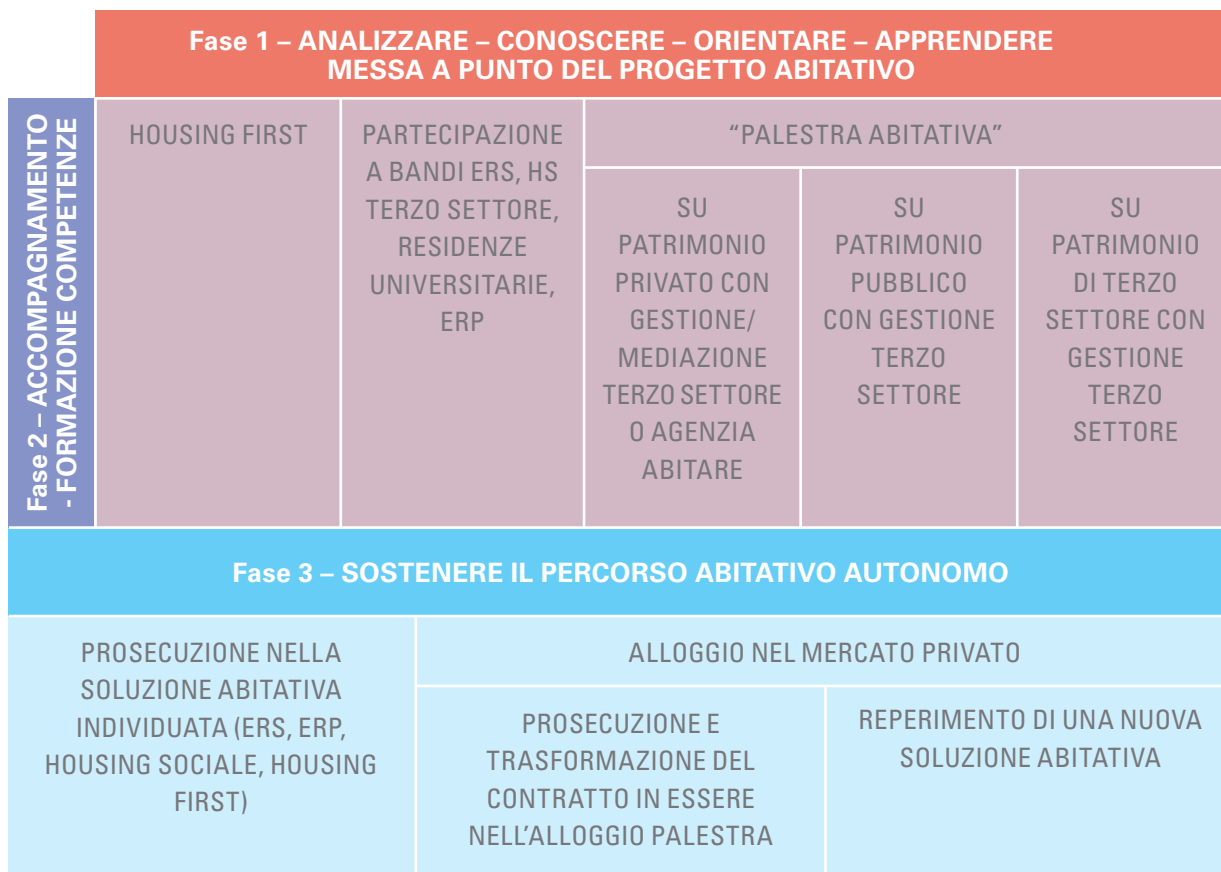 Fase 1 – ANALIZZARE – CONOSCERE – ORIENTARE – APPRENDERE
MESSA A PUNTO DEL PROGETTO ABITATIVO
Fase 2 – ACCOMPAGNAMENTO
- FORMAZIONE COMPETENZE
HOUSING FIRST
PARTECIPAZIONE
A BANDI ERS, HS
TERZO SETTORE,
RESIDENZE
UNIVERSITARIE,
ERP
“PALESTRA ABITATIVA”
SU
PATRIMONIO
PRIVATO CON
GESTIONE/
MEDIAZIONE
TERZO SETTORE
O AGENZIA
ABITARE
SU
PATRIMONIO
PUBBLICO
CON GESTIONE
TERZO
SETTORE
SU
PATRIMONIO
DI TERZO
SETTORE CON
GESTIONE
TERZO
SETTORE
Fase 3 – SOSTENERE IL PERCORSO ABITATIVO AUTONOMO
PROSECUZIONE NELLA
SOLUZIONE ABITATIVA
INDIVIDUATA (ERS, ERP,
HOUSING SOCIALE, HOUSING
FIRST)
ALLOGGIO NEL MERCATO PRIVATO
PROSECUZIONE E
TRASFORMAZIONE DEL
CONTRATTO IN ESSERE
NELL’ALLOGGIO PALESTRA
REPERIMENTO DI UNA NUOVA
SOLUZIONE ABITATIVA